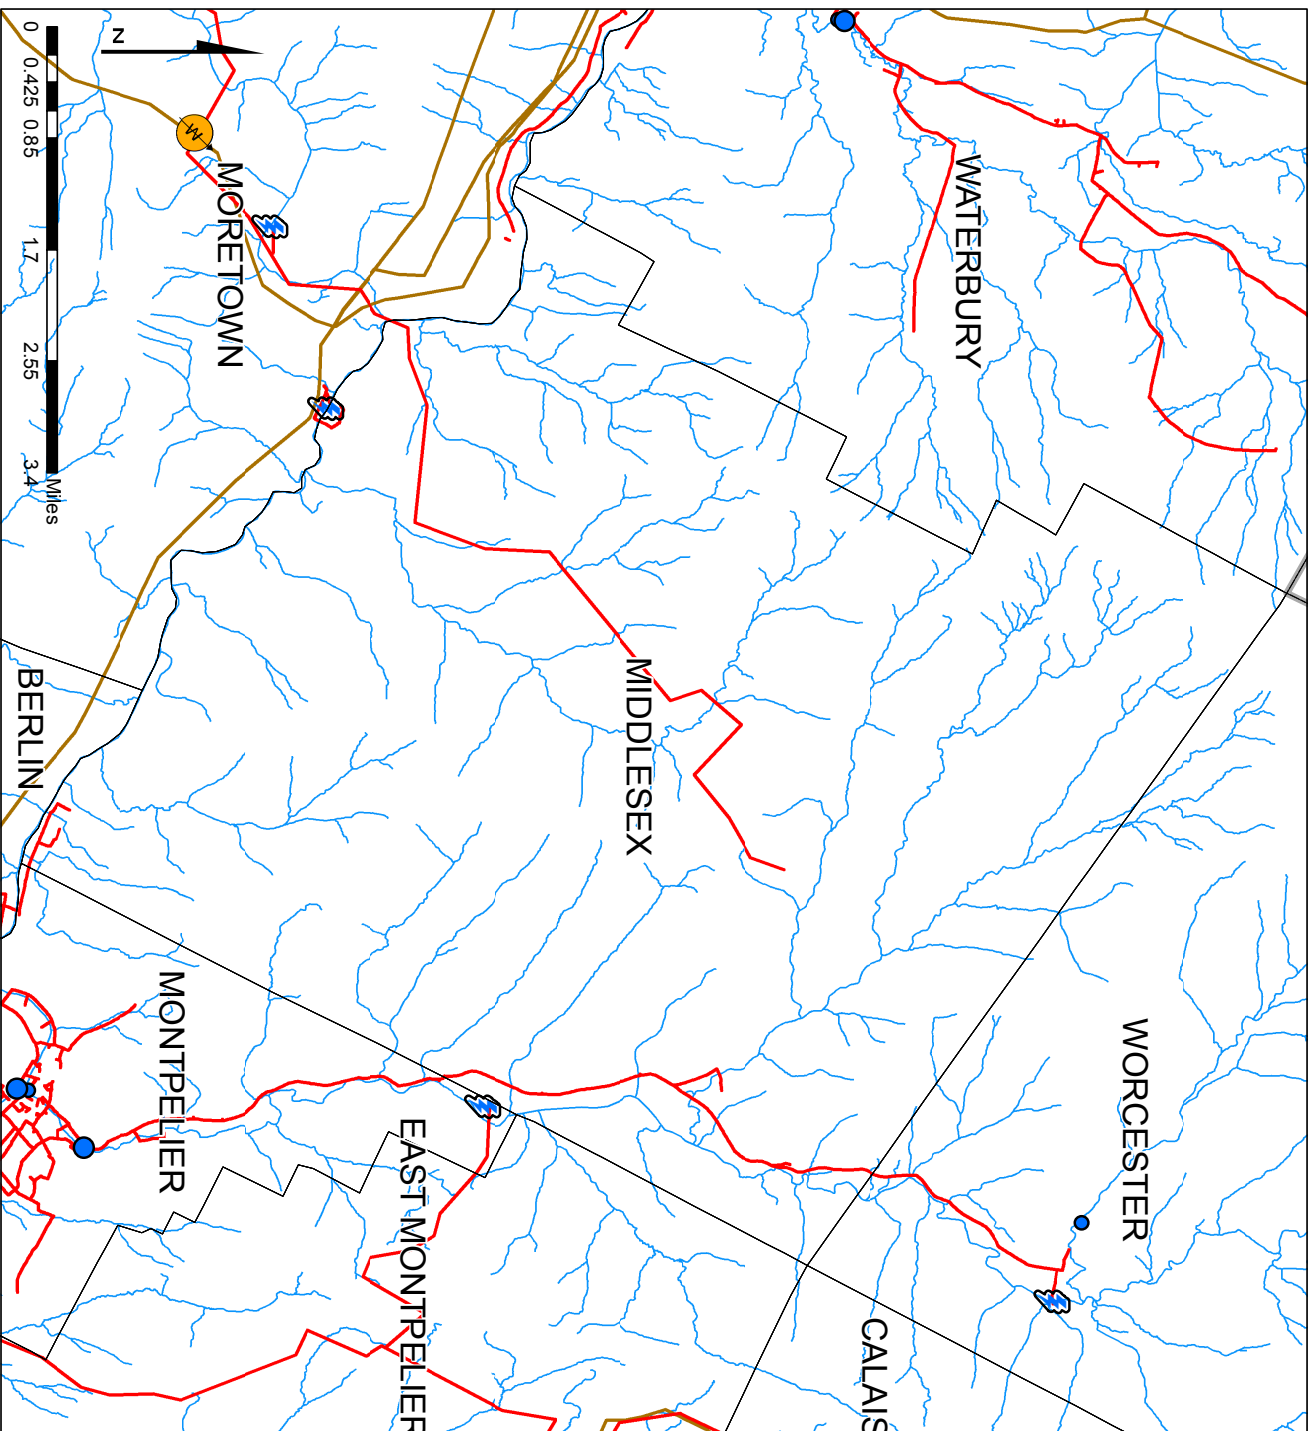 WATERBURY
WORCESTER
CALAIS
MIDDLESEX
EAST MONTPELIER
MORETOWN
MONTPELIER
BERLIN
N
W
0 0.425 0.85 1.7 2.55 3.4
Miles